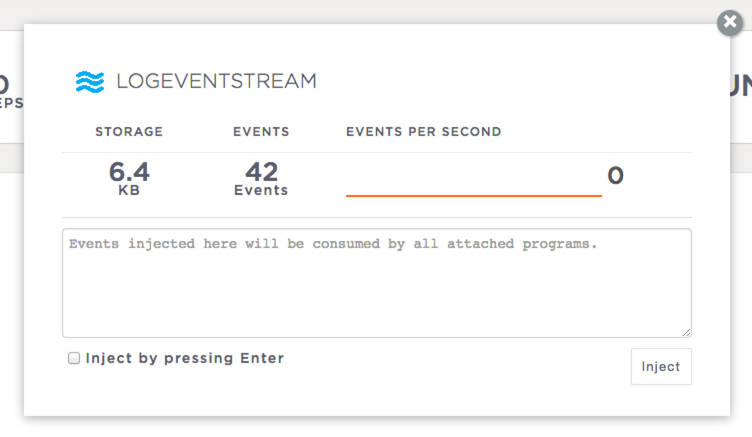 LOGEVENTSTREAM
STORAGE EVENTS EVENTS PER SECOND
6.4 42 0
KB Events
Events injected here will be consumed by all attached programs.
Inject by pressing Enter
Inject